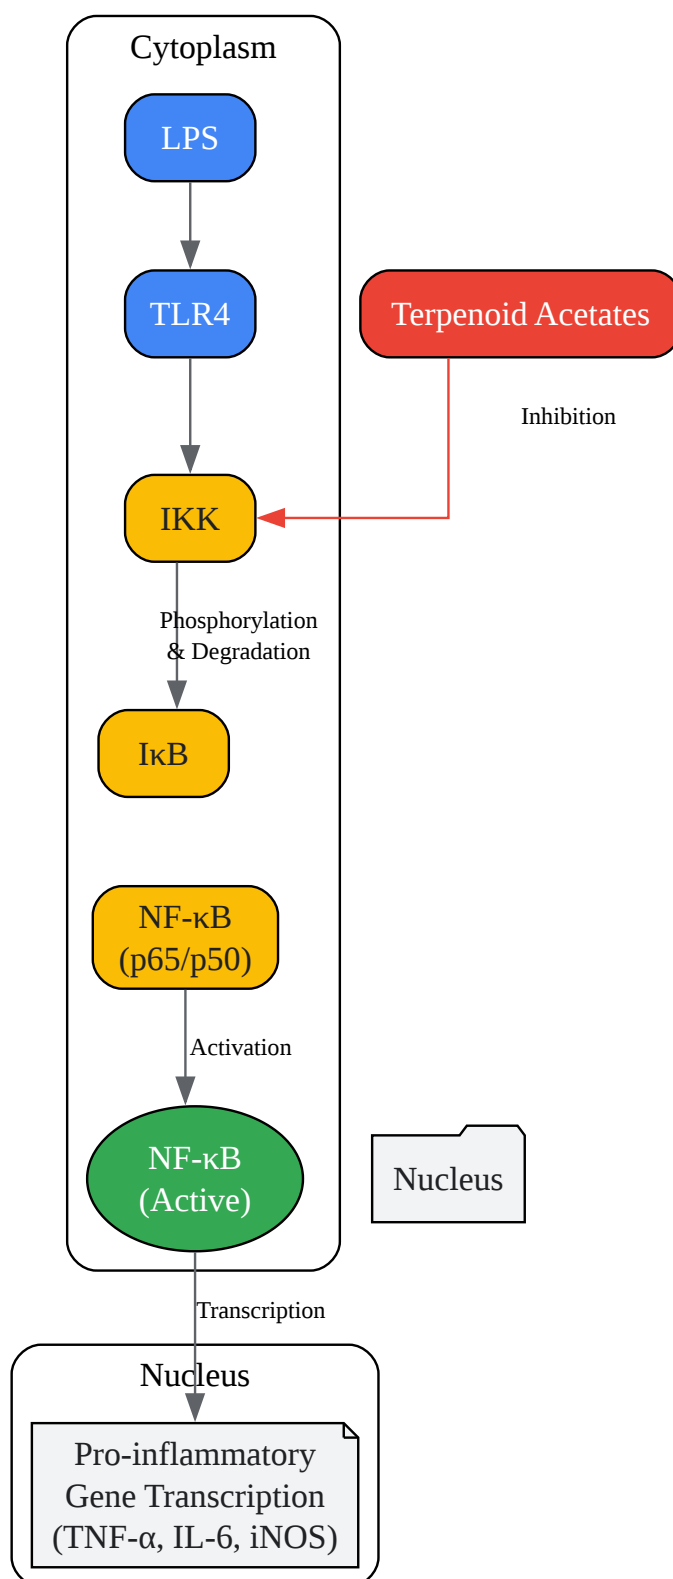 Cytoplasm
LPS
TLR4
Terpenoid Acetates
Inhibition
IKK
Phosphorylation
& Degradation
IκB
NF-κB
(p65/p50)
Activation
NF-κB
(Active)
Nucleus
Transcription
Nucleus
Pro-inflammatory
Gene Transcription
(TNF-α, IL-6, iNOS)